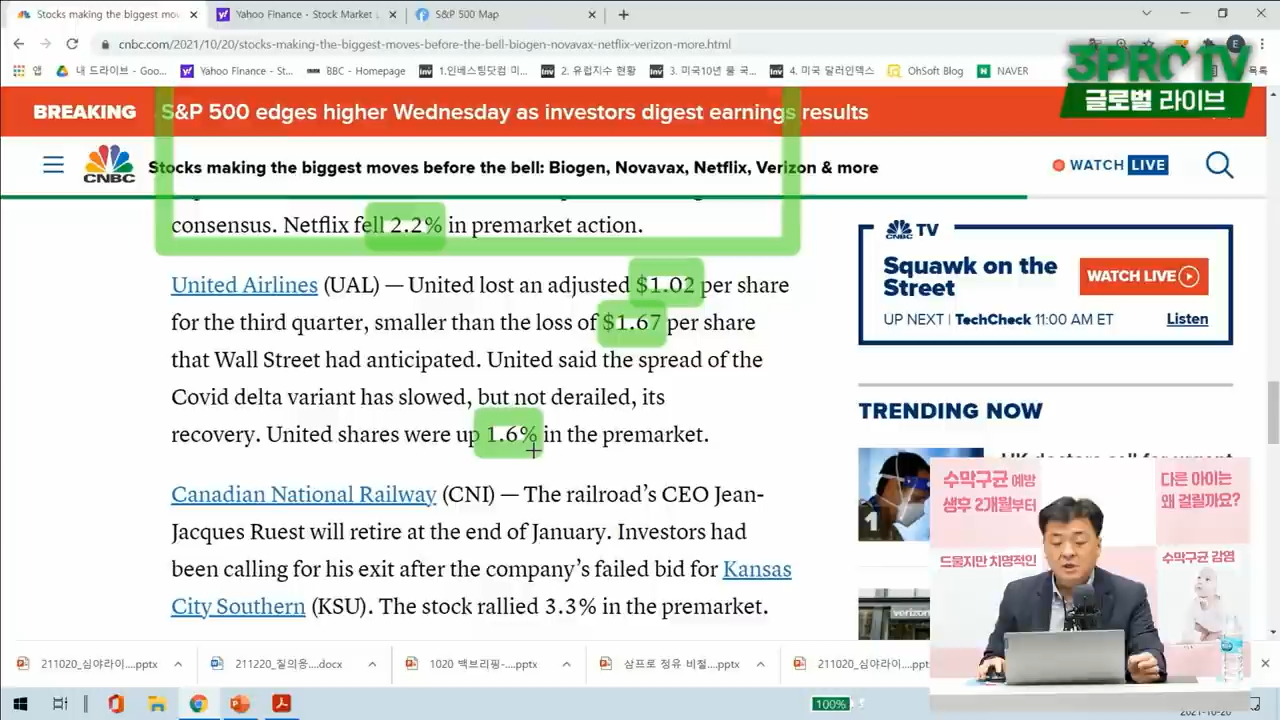 Stocks making the biggest mov
Yahoo Finance - Stock Market L
S&P 500 Map
cnbc.com/2021/10/20/stocks-making-the-biggest-moves-before-the-bell-biogen-novavax-netflix-verizon-more.html
앱
내 드라이브 - Goo...
Yahoo Finance - St...
BBC - Homepage
1.인베스팅닷컴 미...
2. 유럽지수 현황
3. 미국10년 물 국...
4. 미국 달러인덱스
OhSoft Blog
NAVER
목록
3PRO TV
글로벌 라이브
BREAKING
S&P 500 edges higher Wednesday as investors digest earnings results
CNBC
Stocks making the biggest moves before the bell: Biogen, Novavax, Netflix, Verizon & more
WATCH LIVE
consensus. Netflix fell 2.2% in premarket action.
United Airlines (UAL) — United lost an adjusted $1.02 per share
for the third quarter, smaller than the loss of $1.67 per share
that Wall Street had anticipated. United said the spread of the
Covid delta variant has slowed, but not derailed, its
recovery. United shares were up 1.6% in the premarket.
Canadian National Railway (CNI) — The railroad's CEO Jean-
Jacques Ruest will retire at the end of January. Investors had
been calling for his exit after the company's failed bid for Kansas
City Southern (KSU). The stock rallied 3.3% in the premarket.
CNBC TV
Squawk on the
Street
WATCH LIVE
UP NEXT | TechCheck 11:00 AM ET
Listen
TRENDING NOW
1
verizon
수막구균 예방
생후 2개월부터
드물지만 치명적인
다른 아이는
왜 걸릴까요?
수막구균 감염
211020_심야라이....pptx
211220_질의응....docx
1020 백브리핑-....pptx
삼프로 정유 비철....pptx
211020_심야라이....pptx
100%
2021-10-20